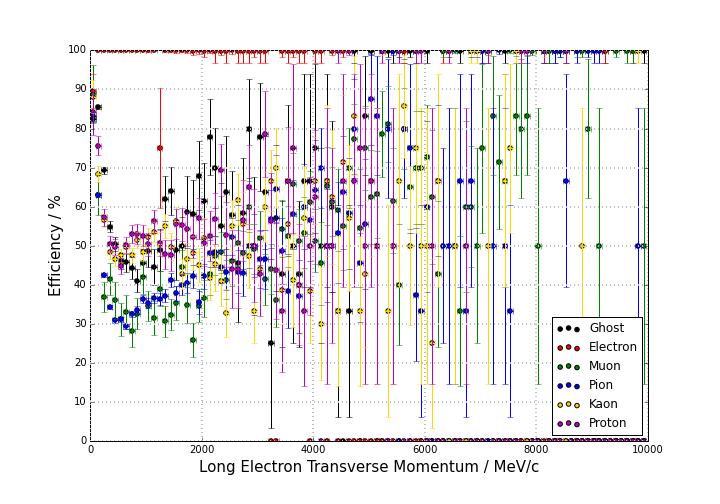 100
90
80
70
60
50
40
30
20
10
0
Efficiency / %
Ghost
Electron
Muon
Pion
Kaon
Proton
0 2000 4000 6000 8000 10000
Long Electron Transverse Momentum / MeV/c